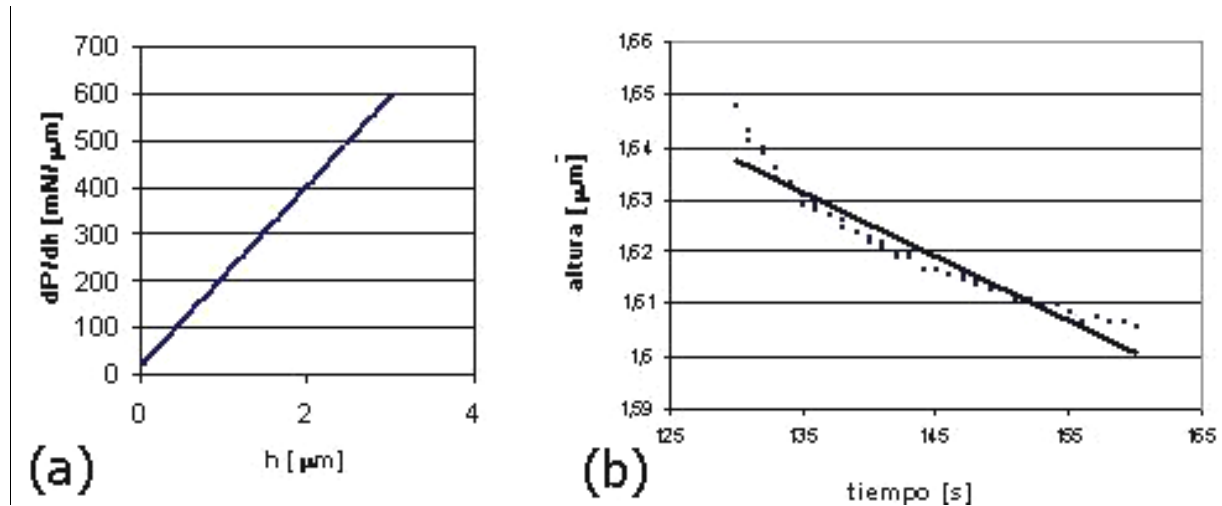 700
600
500
400
300
200
100
0
dP/dh [mN/μm]
0 2 4
h [μm]
(a)
1,66
1,65
1,64
1,63
1,62
1,61
1,6
1,59
altura [μm]
125 135 145 155 165
tiempo [s]
(b)